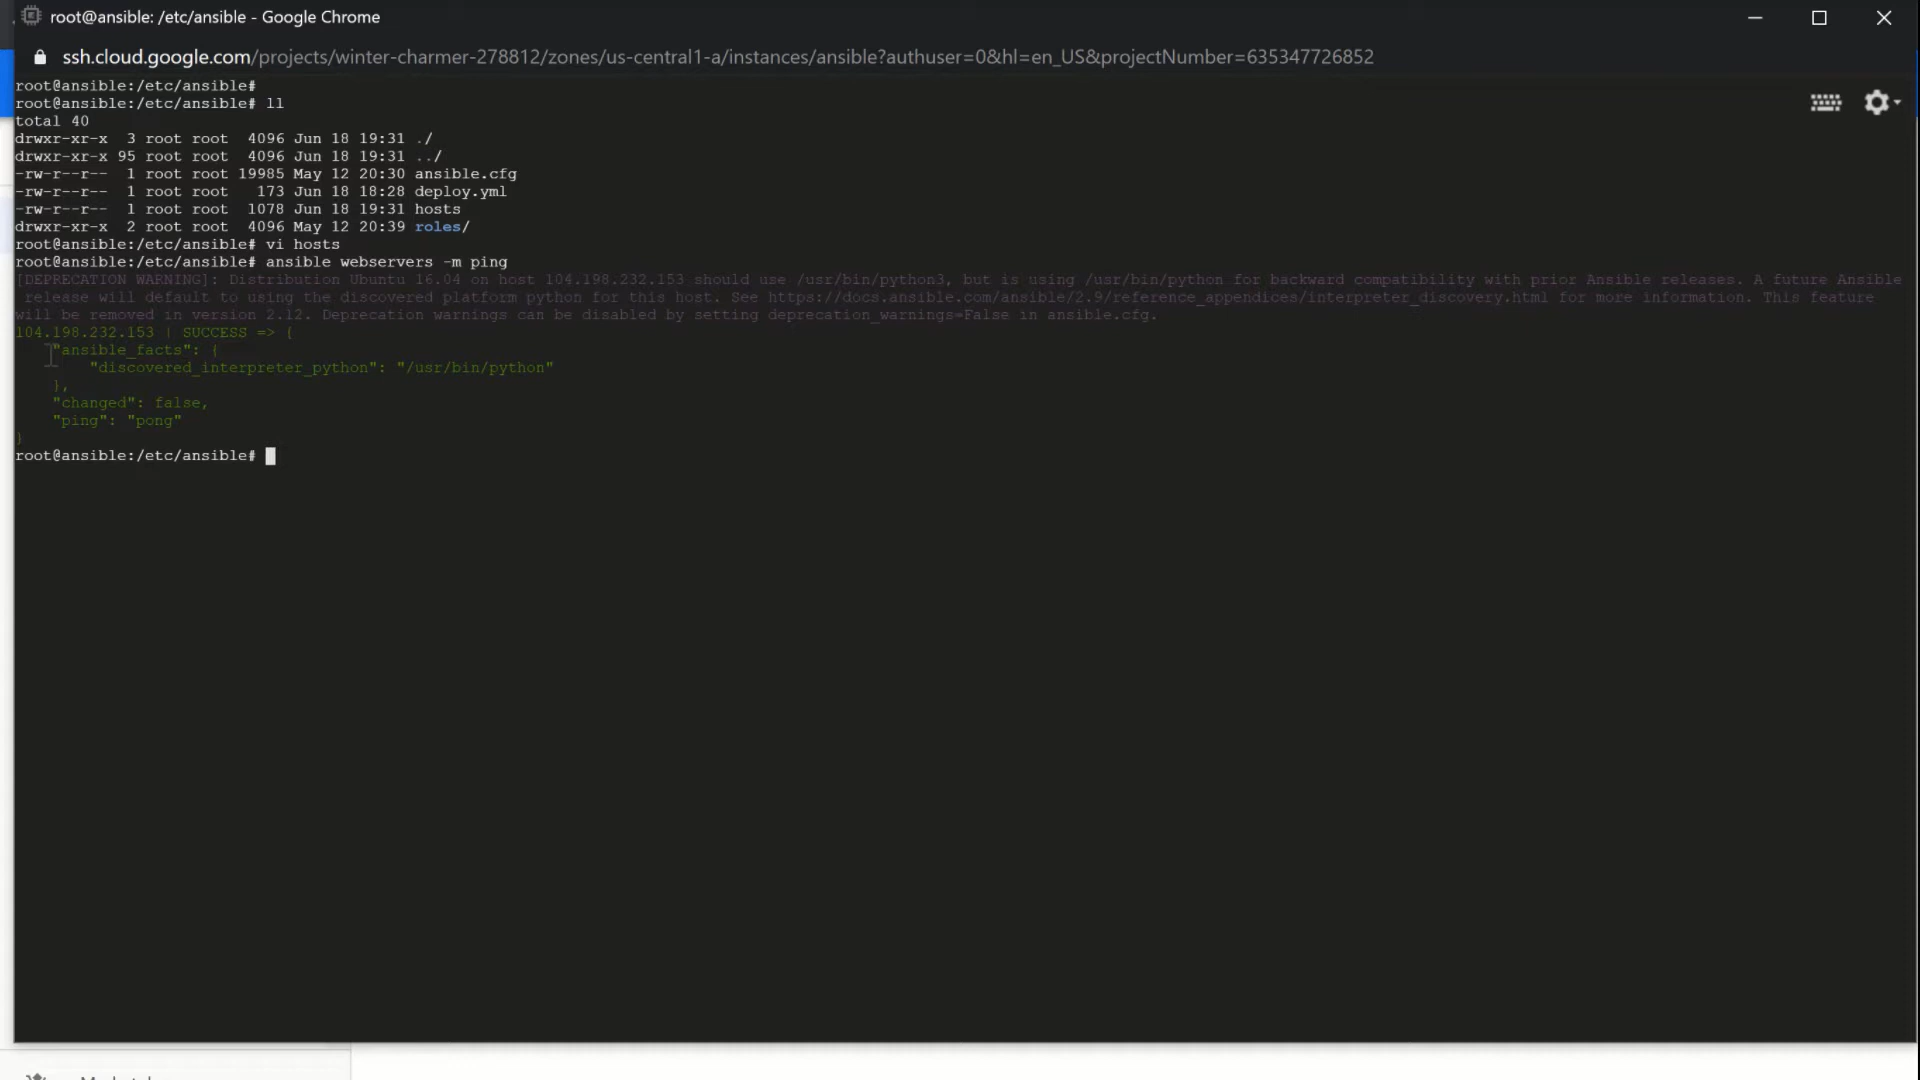 root@ansible: /etc/ansible - Google Chrome
ssh.cloud.google.com/projects/winter-charmer-278812/zones/us-central1-a/instances/ansible?authuser=0&hl=en_US&projectNumber=635347726852
root@ansible:/etc/ansible#
root@ansible:/etc/ansible# ll
total 40
drwxr-xr-x  3 root root  4096 Jun 18 19:31 ./
drwxr-xr-x 95 root root  4096 Jun 18 19:31 ../
-rw-r--r--  1 root root 19985 May 12 20:30 ansible.cfg
-rw-r--r--  1 root root   173 Jun 18 18:28 deploy.yml
-rw-r--r--  1 root root  1078 Jun 18 19:31 hosts
drwxr-xr-x  2 root root  4096 May 12 20:39 roles/
root@ansible:/etc/ansible# vi hosts
root@ansible:/etc/ansible# ansible webservers -m ping
[DEPRECATION WARNING]: Distribution Ubuntu 16.04 on host 104.198.232.153 should use /usr/bin/python3, but is using /usr/bin/python for backward compatibility with prior Ansible releases. A future Ansible
release will default to using the discovered platform python for this host. See https://docs.ansible.com/ansible/2.9/reference_appendices/interpreter_discovery.html for more information. This feature
will be removed in version 2.12. Deprecation warnings can be disabled by setting deprecation_warnings=False in ansible.cfg.
104.198.232.153 | SUCCESS => {
    "ansible_facts": {
        "discovered_interpreter_python": "/usr/bin/python"
    },
    "changed": false,
    "ping": "pong"
}
root@ansible:/etc/ansible#